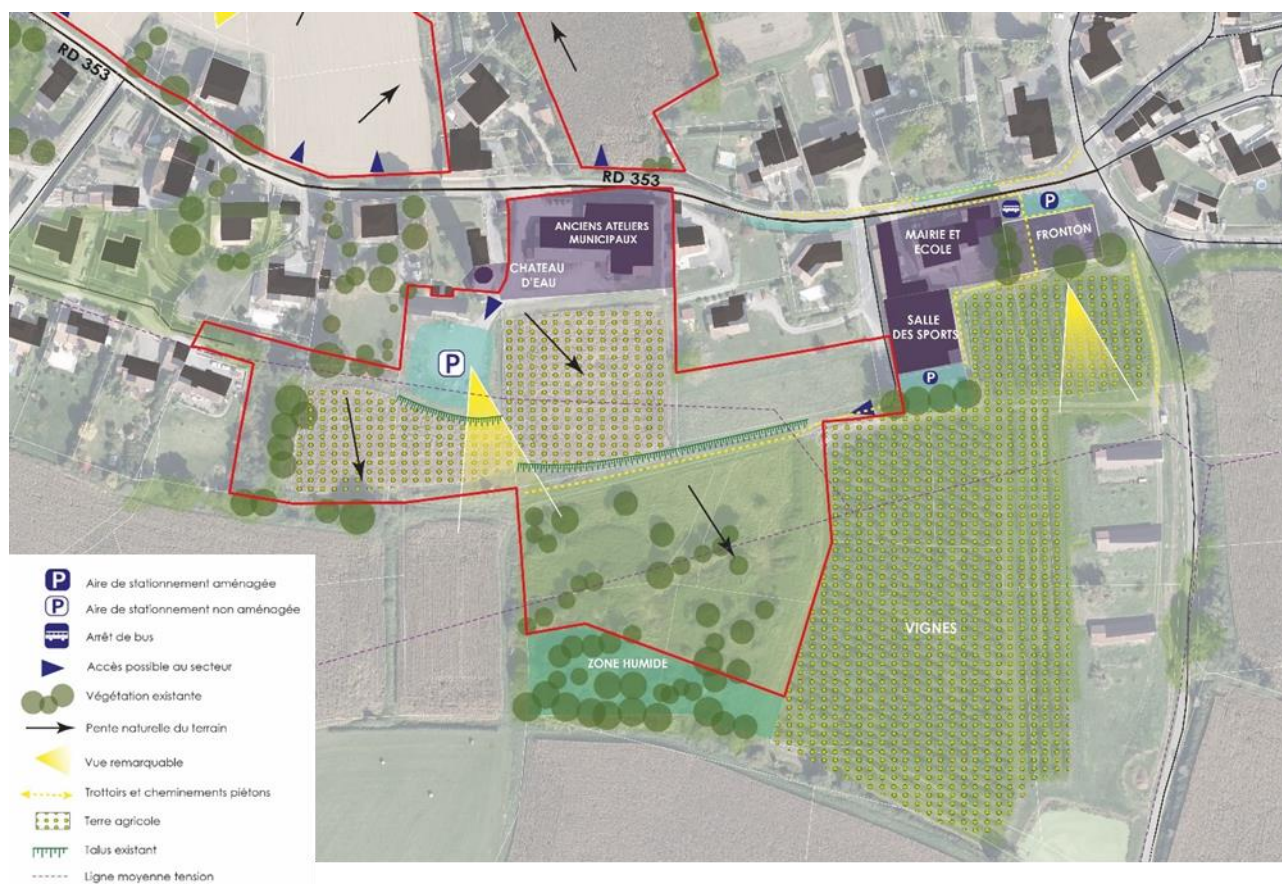 RD 353
RD 353
ANCIENS ATELIERS
MUNICIPAUX
CHATEAU
D'EAU
MAIRIE ET
ECOLE
P
FRONTON
SALLE
DES SPORTS
P
P
VIGNES
ZONE HUMIDE
P Aire de stationnement aménagée
P Aire de stationnement non aménagée
Arrêt de bus
Accès possible au secteur
Végétation existante
Pente naturelle du terrain
Vue remarquable
Trottoirs et cheminements piétons
Terre agricole
Talus existant
Ligne moyenne tension